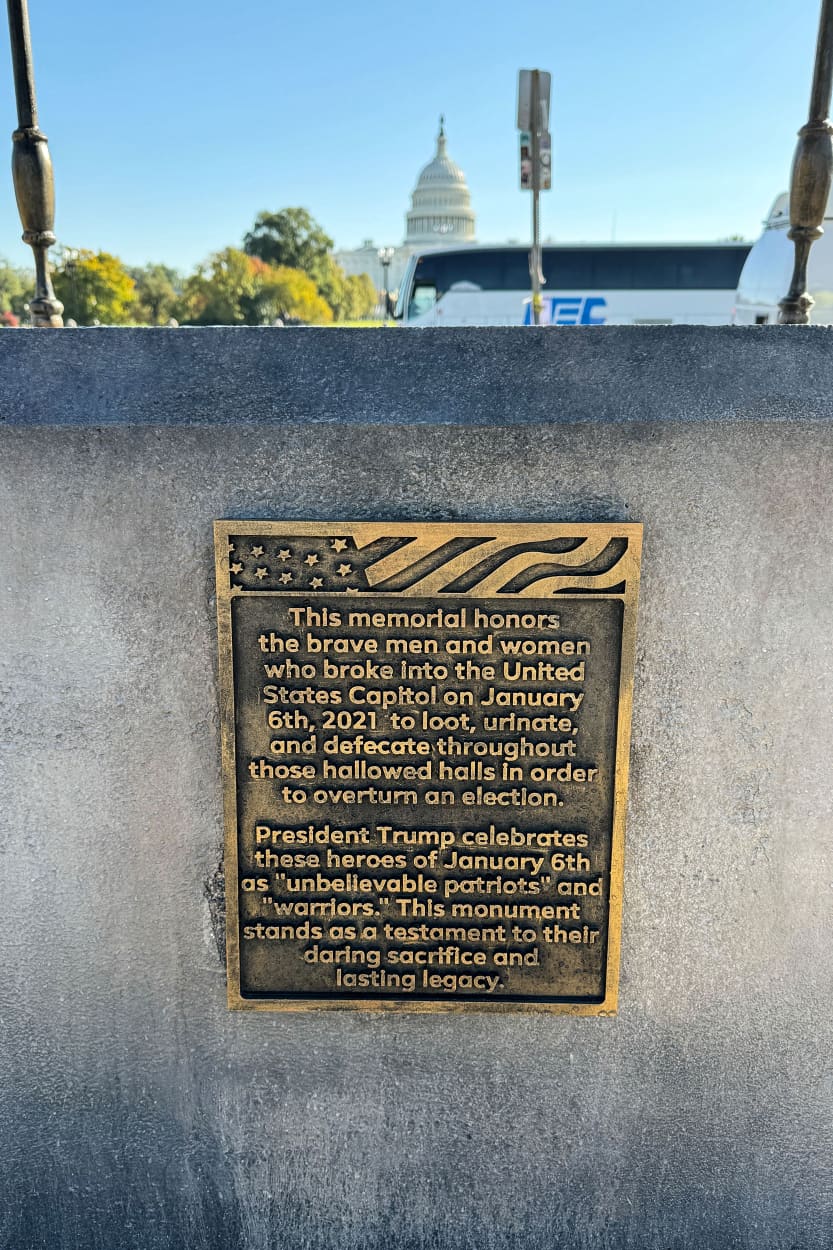 This memorial honors
the brave men and women
who broke into the United
States Capitol on January
6th, 2021 to loot, urinate,
and defecate throughout
those hallowed halls in order
to overturn an election.
President Trump celebrates
these heroes of January 6th
as "unbelievable patriots" and
"warriors." This monument
stands as a testament to their
daring sacrifice and
lasting legacy.